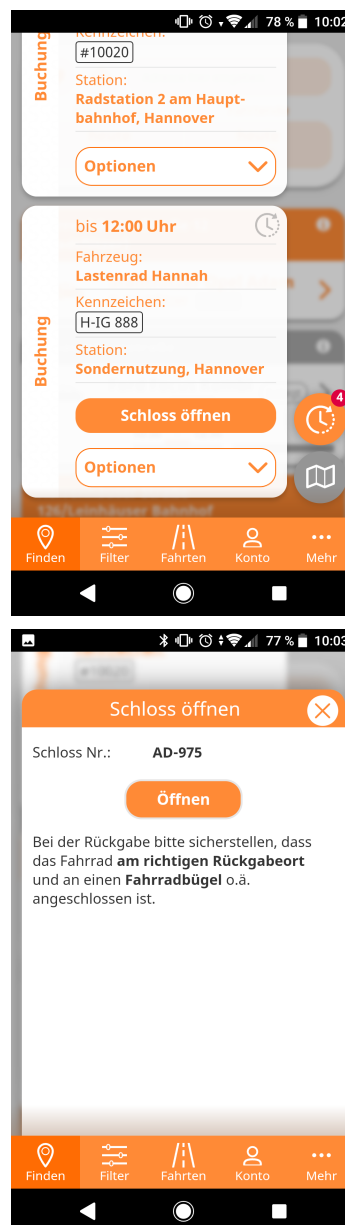 78 % 10:02
Kennzeichen:
#10020
Station:
Radstation 2 am Haupt-
bahnhof, Hannover
Optionen
Buchung
bis 12:00 Uhr
Fahrzeug:
Lastenrad Hannah
Kennzeichen:
H-IG 888
Station:
Sondernutzung, Hannover
Schloss öffnen
Optionen
Buchung
4
126/Leinhäuser Bahnhof
Finden Filter Fahrten Konto Mehr
77 % 10:03
Schloss öffnen
Schloss Nr.: AD-975
Öffnen
Bei der Rückgabe bitte sicherstellen, dass
das Fahrrad am richtigen Rückgabeort
und an einen Fahrradbügel o.ä.
angeschlossen ist.
Finden Filter Fahrten Konto Mehr